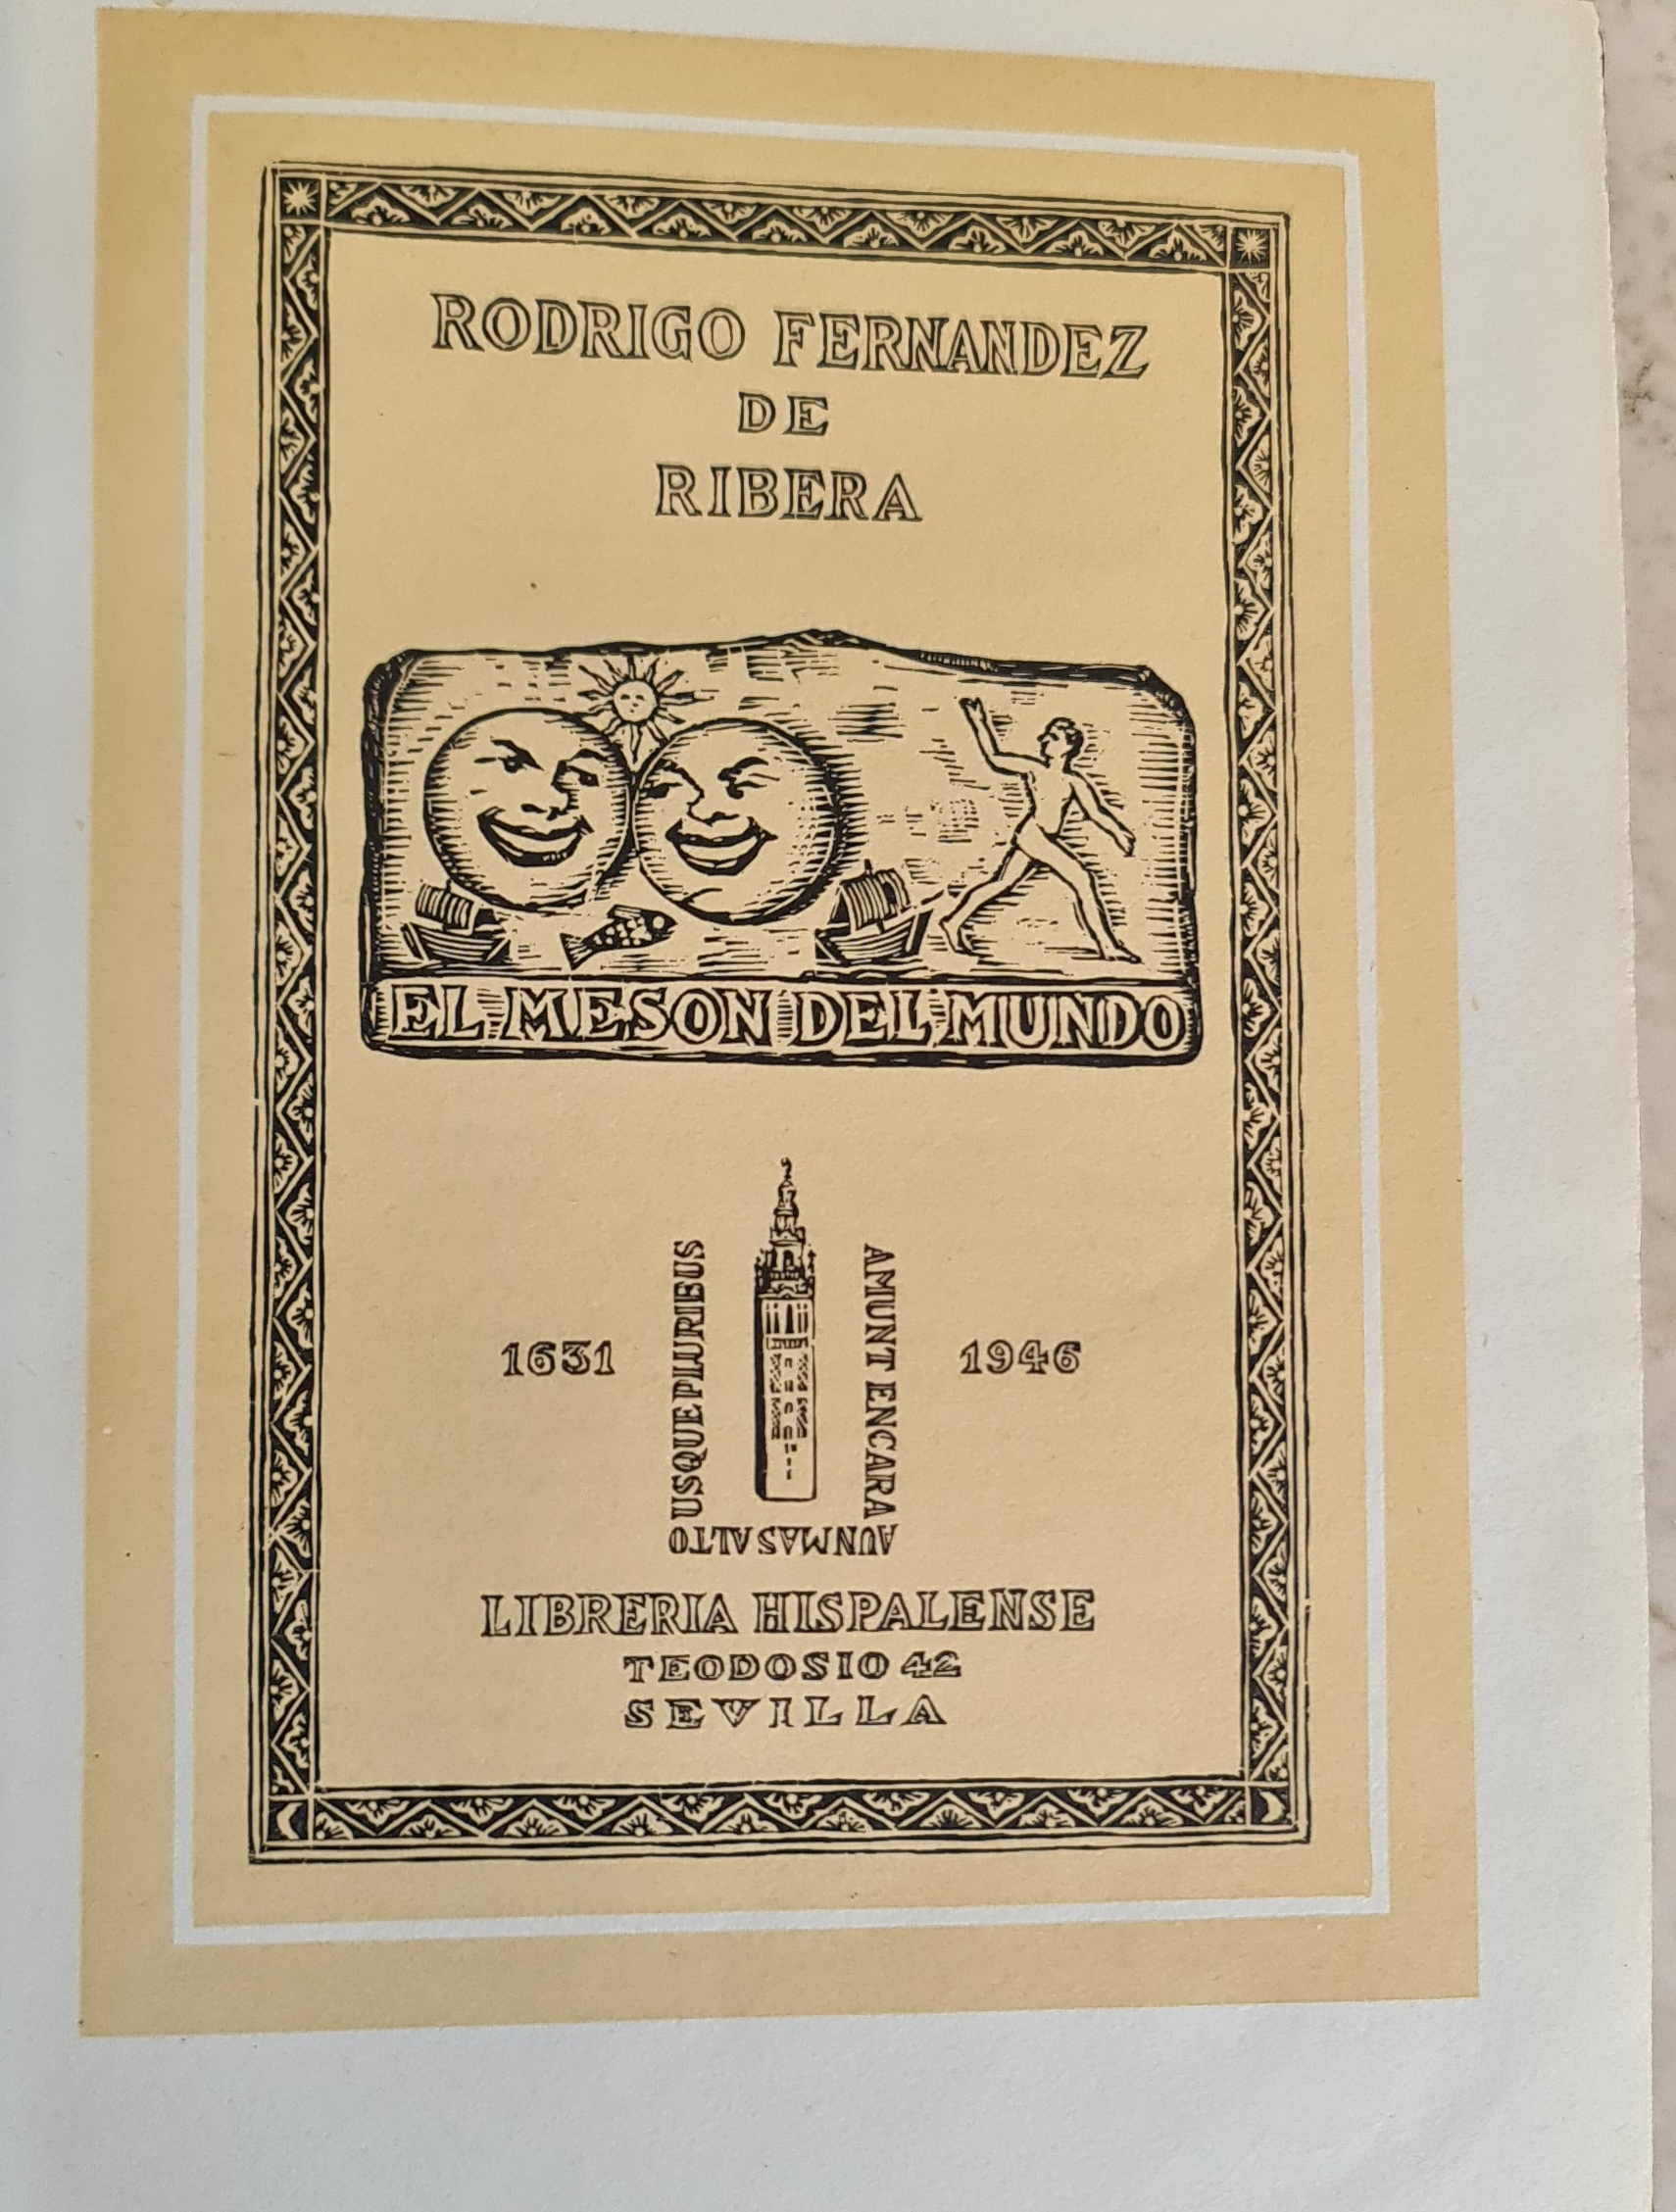 RODRIGO FERNANDEZ
DE
RIBERA
EL MESON DEL MUNDO
1631
USQUE PLURIBUS
AMUNT ENCARA
AUN MAS ALTO
1946
LIBRERIA HISPALENSE
TEODOSIO 42
SEVILLA